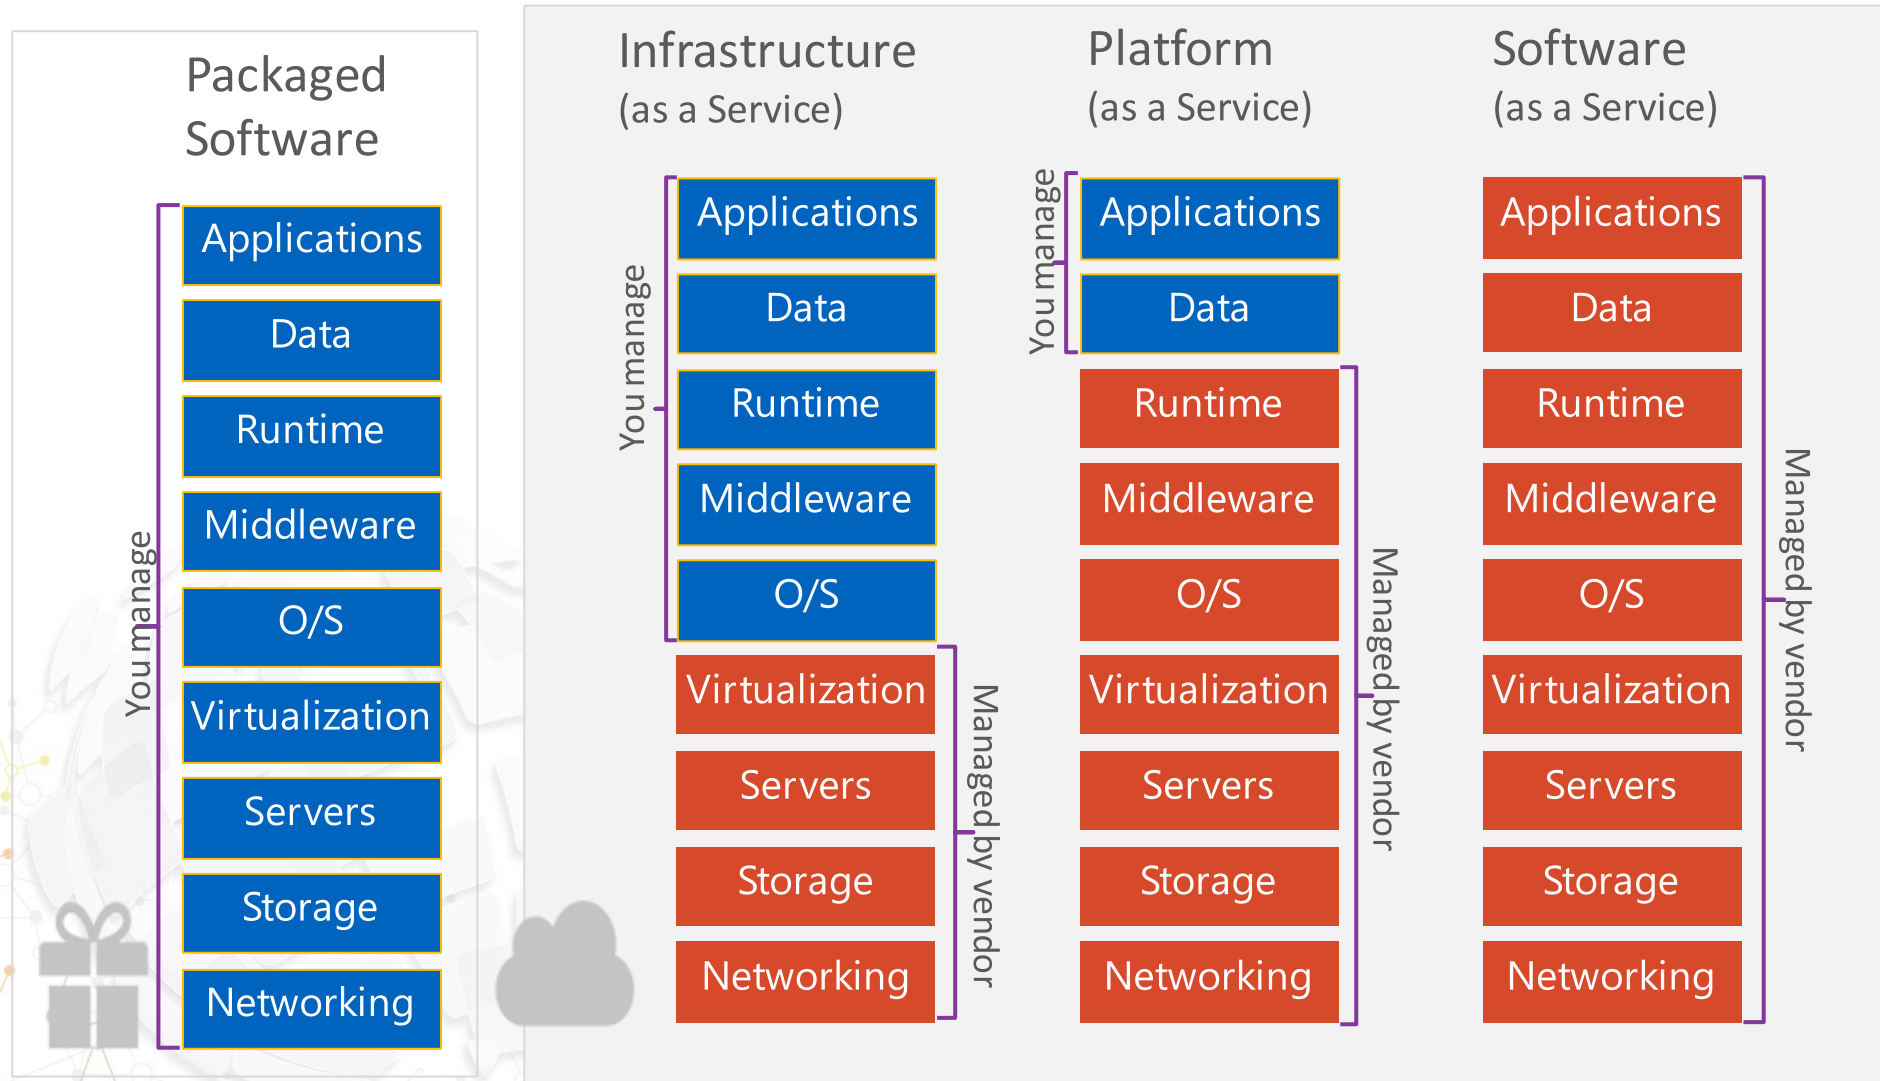 Packaged
Software
You manage
Applications
Data
Runtime
Middleware
O/S
Virtualization
Servers
Storage
Networking
Infrastructure
(as a Service)
You manage
Applications
Data
Runtime
Middleware
O/S
Virtualization
Servers
Storage
Networking
Managed by vendor
Platform
(as a Service)
You manage
Applications
Data
Runtime
Middleware
O/S
Virtualization
Servers
Storage
Networking
Managed by vendor
Software
(as a Service)
Applications
Data
Runtime
Middleware
O/S
Virtualization
Servers
Storage
Networking
Managed by vendor